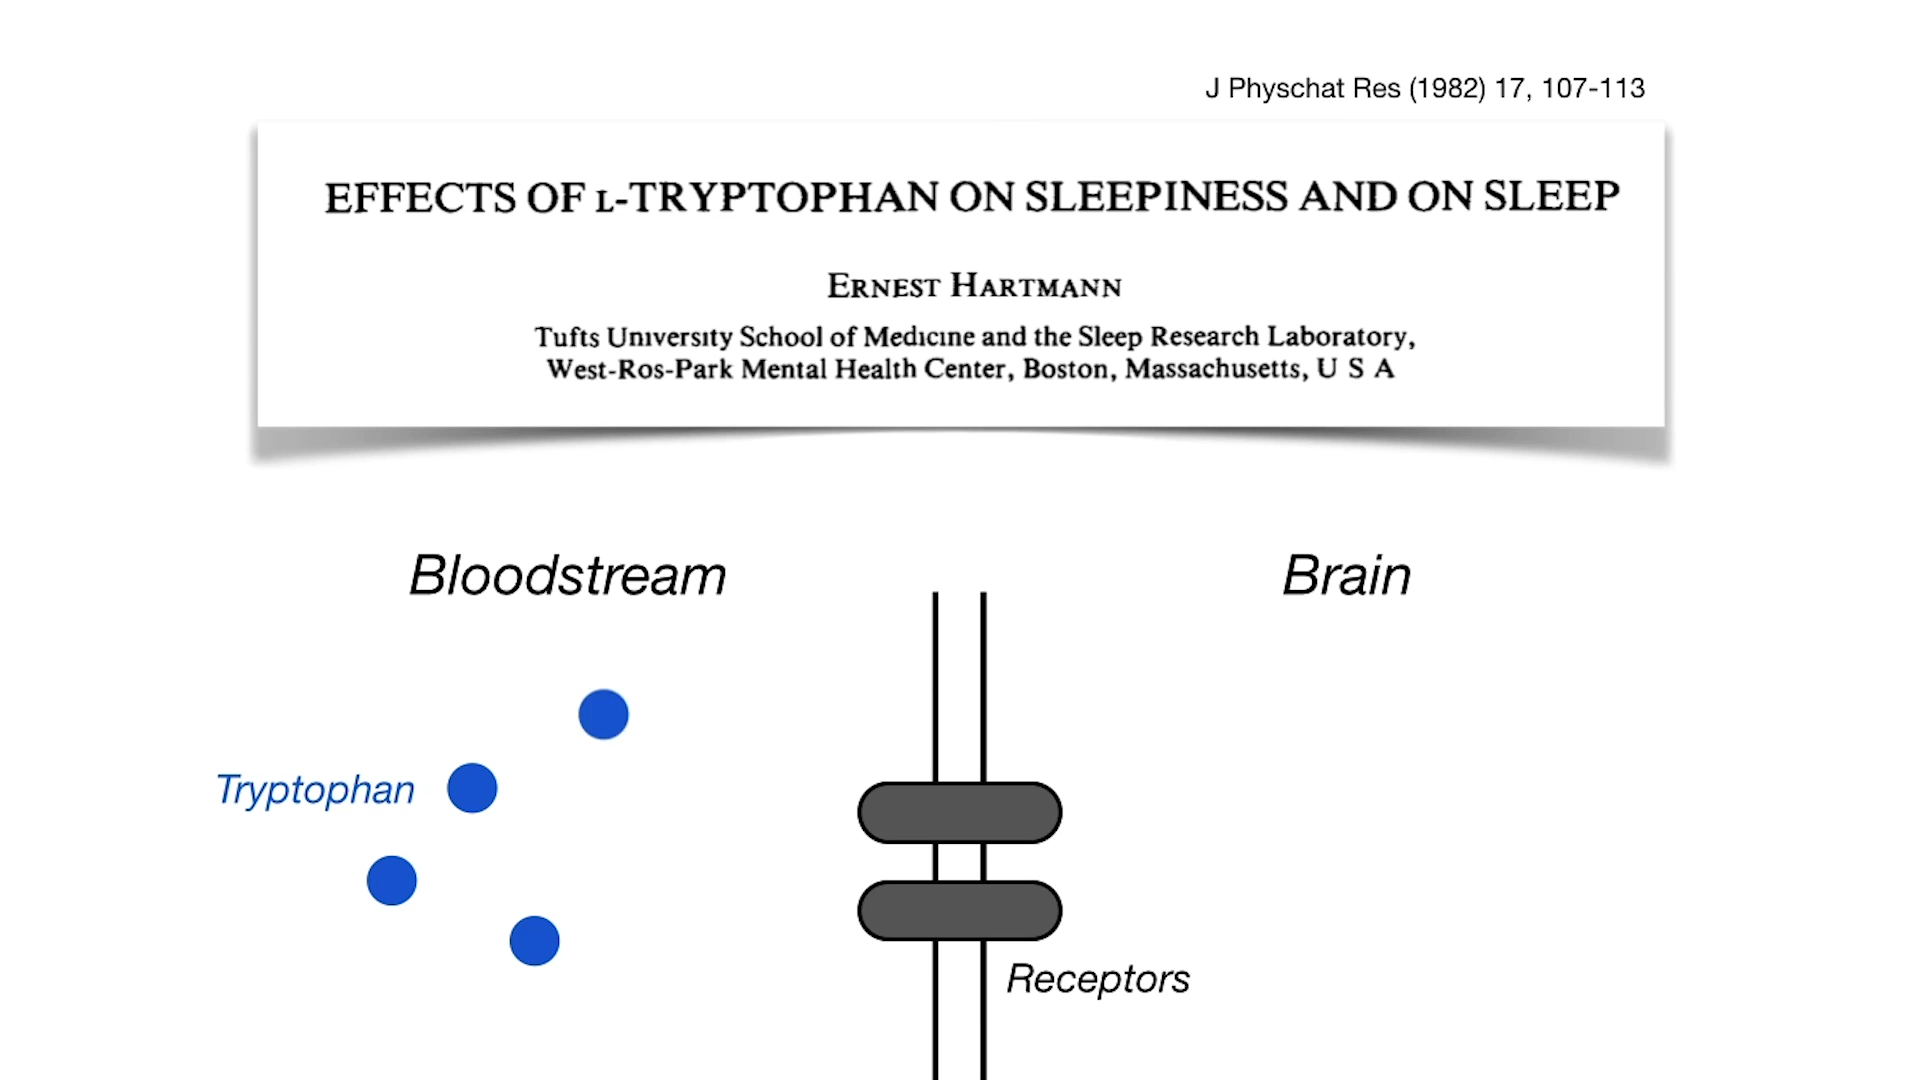 J Physchat Res (1982) 17, 107-113
EFFECTS OF L-TRYPTOPHAN ON SLEEPINESS AND ON SLEEP
ERNEST HARTMANN
Tufts University School of Medicine and the Sleep Research Laboratory,
West-Ros-Park Mental Health Center, Boston, Massachusetts, U S A
Bloodstream
Brain
Tryptophan
Receptors